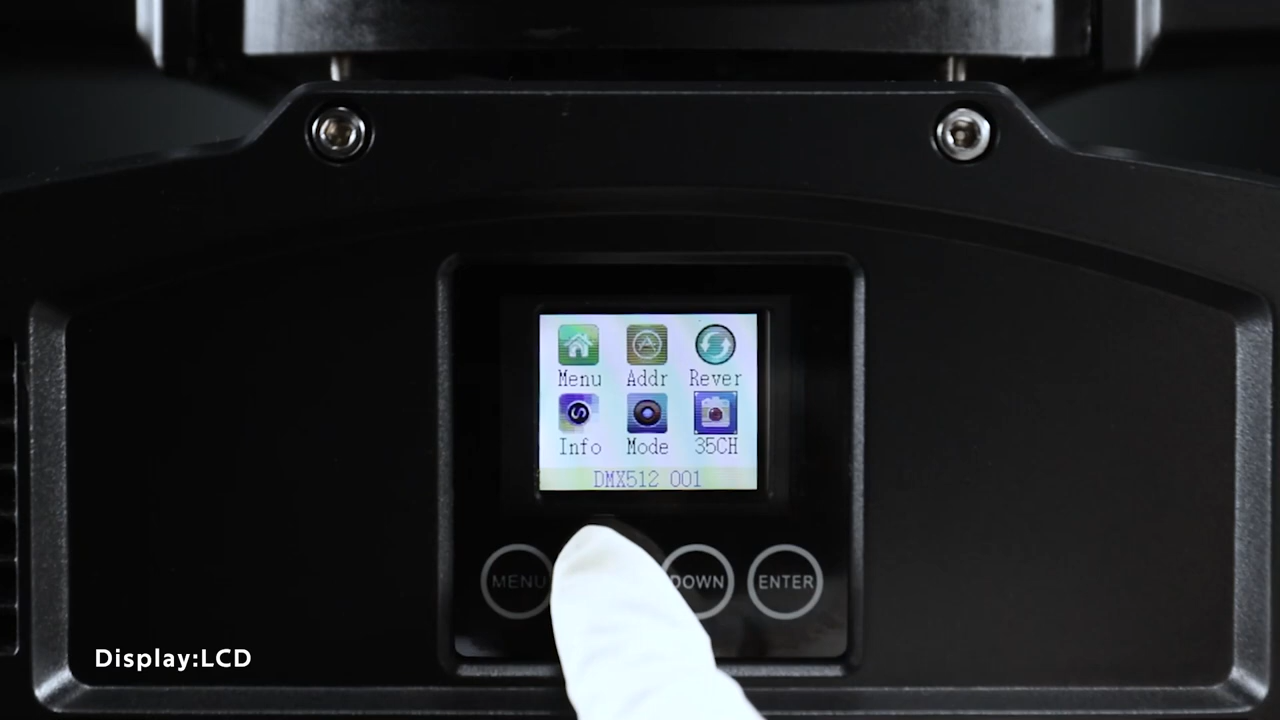 Menu Addr Rever
Info Mode 35CH
DMX512 001
MENU DOWN ENTER
Display:LCD